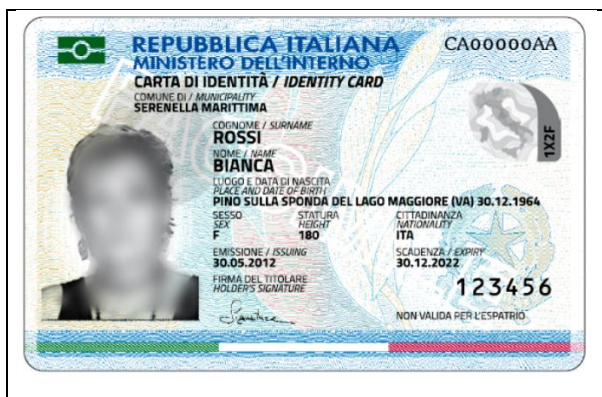 REPUBBLICA ITALIANA
CA00000AA
MINISTERO DELL'INTERNO
CARTA DI IDENTITÀ / IDENTITY CARD
COMUNE DI / MUNICIPALITY
SERENELLA MARITTIMA
COGNOME / SURNAME
ROSSI
NOME / NAME
BIANCA
LUOGO E DATA DI NASCITA
PLACE AND DATE OF BIRTH
PINO SULLA SPONDA DEL LAGO MAGGIORE (VA) 30.12.1964
SESSO STATURA CITTADINANZA
SEX HEIGHT NATIONALITY
F 180 ITA
EMISSIONE / ISSUING SCADENZA / EXPIRY
30.05.2012 30.12.2022
FIRMA DEL TITOLARE
HOLDER'S SIGNATURE
123456
NON VALIDA PER L'ESPATRIO
1X2F